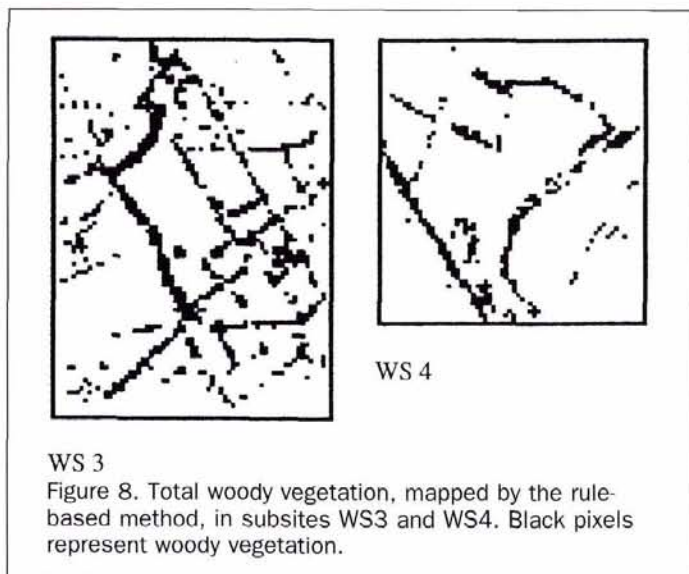 WS 4
WS 3
Figure 8. Total woody vegetation, mapped by the rule-
based method, in subsites WS3 and WS4. Black pixels
represent woody vegetation.